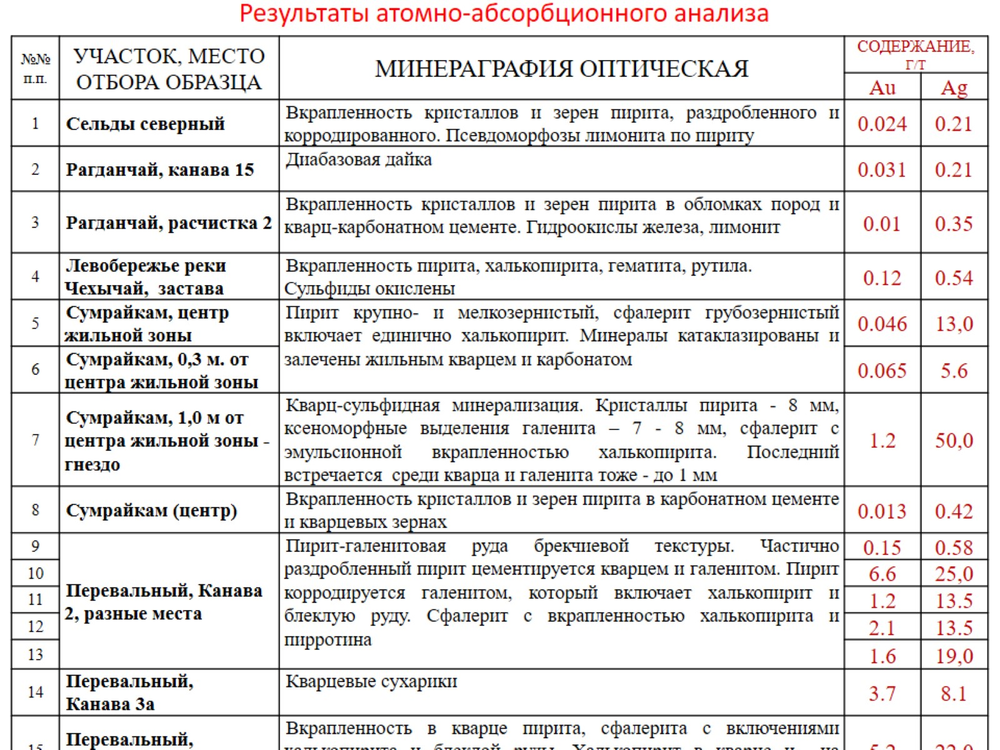 Результаты атомно-абсорбционного анализа
№№
п.п.
УЧАСТОК, МЕСТО
ОТБОРА ОБРАЗЦА
МИНЕРАГРАФИЯ ОПТИЧЕСКАЯ
СОДЕРЖАНИЕ,
Г/Т
Au
Ag
1
Сельды северный
Вкрапленность кристаллов и зерен пирита, раздробленного и
корродированного. Псевдоморфозы лимонита по пириту
0.024
0.21
2
Рагданчай, канава 15
Диабазовая дайка
0.031
0.21
3
Рагданчай, расчистка 2
Вкрапленность кристаллов и зерен пирита в обломках пород и
кварц-карбонатном цементе. Гидроокислы железа, лимонит
0.01
0.35
4
Левобережье реки
Чехычай, застава
Вкрапленность пирита, халькопирита, гематита, рутила.
Сульфиды окислены
0.12
0.54
5
Сумрайкам, центр
жильной зоны
Пирит крупно- и мелкозернистый, сфалерит грубозернистый
включает единично халькопирит. Минералы катаклазированы и
залечены жильным кварцем и карбонатом
0.046
13,0
6
Сумрайкам, 0,3 м. от
центра жильной зоны
0.065
5.6
7
Сумрайкам, 1,0 м от
центра жильной зоны -
гнездо
Кварц-сульфидная минерализация. Кристаллы пирита - 8 мм,
ксеноморфные выделения галенита – 7 - 8 мм, сфалерит с
эмульсионной вкрапленностью халькопирита. Последний
встречается среди кварца и галенита тоже - до 1 мм
1.2
50,0
8
Сумрайкам (центр)
Вкрапленность кристаллов и зерен пирита в карбонатном цементе
и кварцевых зернах
0.013
0.42
9
10
11
12
13
Перевальный, Канава
2, разные места
Пирит-галенитовая руда брекчиевой текстуры. Частично
раздробленный пирит цементируется кварцем и галенитом. Пирит
корродируется галенитом, который включает халькопирит и
блеклую руду. Сфалерит с вкрапленностью халькопирита и
пирротина
0.15
0.58
6.6
25,0
1.2
13.5
2.1
13.5
1.6
19,0
14
Перевальный,
Канава 3а
Кварцевые сухарики
3.7
8.1
Перевальный,
Вкрапленность в кварце пирита, сфалерита с включениями